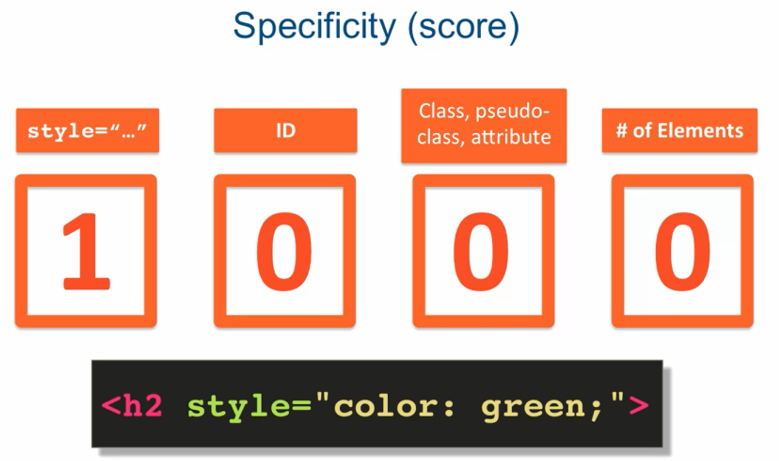 Specificity (score)
style=“…”
ID
Class, pseudo-
class, attribute
# of Elements
1
0
0
0
<h2 style="color: green;">